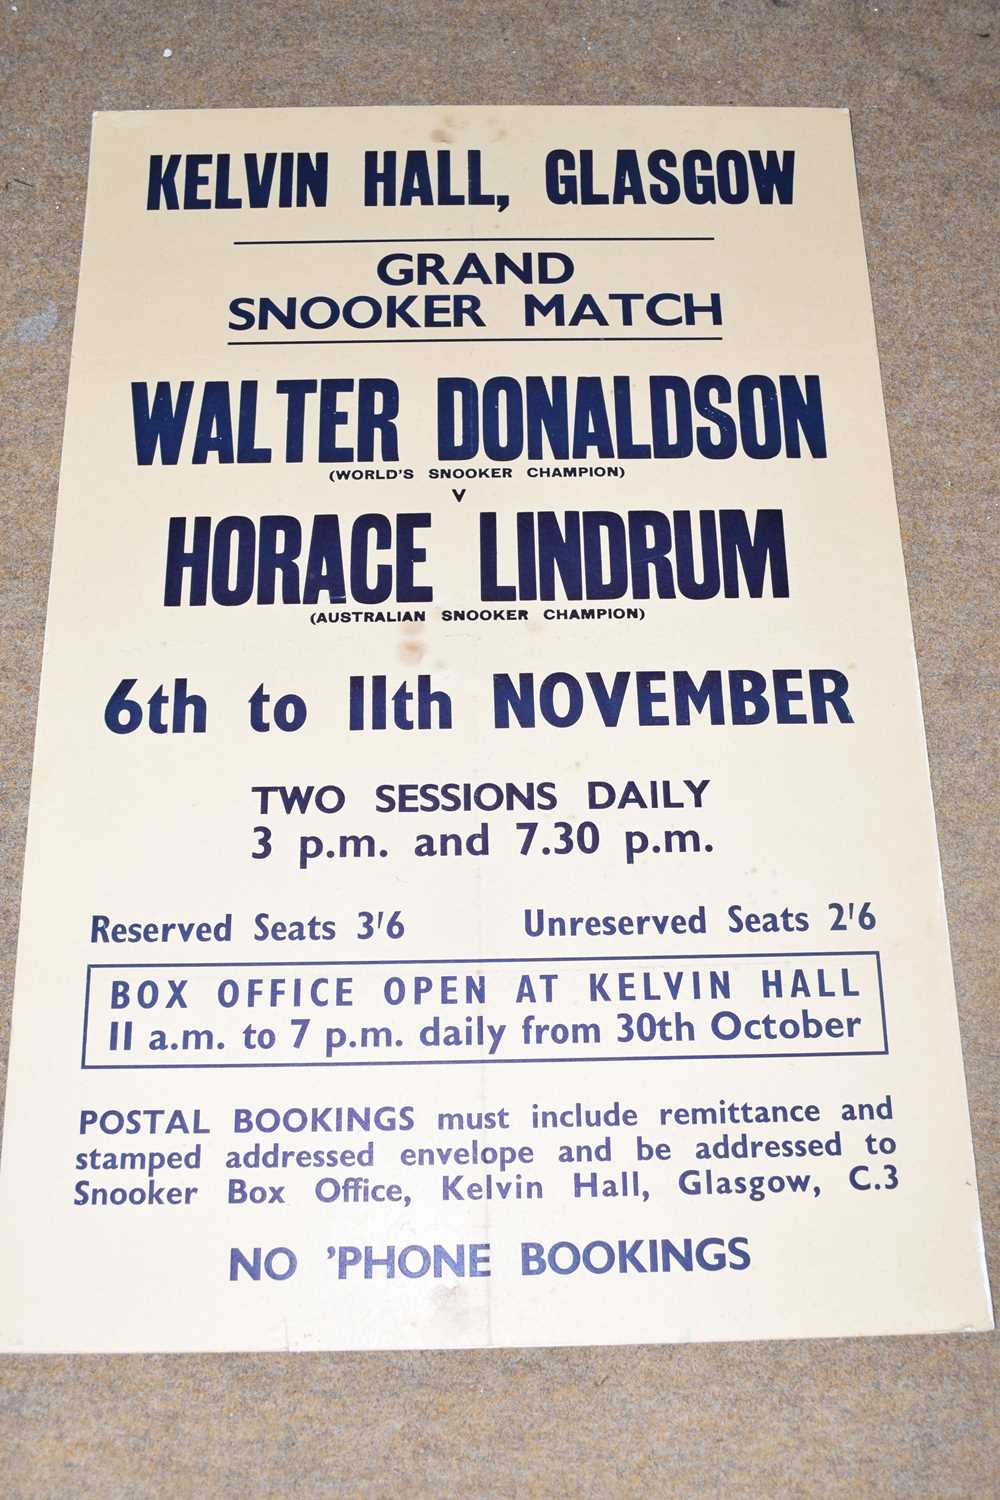 KELVIN HALL, GLASGOW
GRAND
SNOOKER MATCH
WALTER DONALDSON
(WORLD'S SNOOKER CHAMPION)
V
HORACE LINDRUM
(AUSTRALIAN SNOOKER CHAMPION)
6th to 11th NOVEMBER
TWO SESSIONS DAILY
3 p.m. and 7.30 p.m.
Reserved Seats 3'6 Unreserved Seats 2'6
BOX OFFICE OPEN AT KELVIN HALL
11 a.m. to 7 p.m. daily from 30th October
POSTAL BOOKINGS must include remittance and
stamped addressed envelope and be addressed to
Snooker Box Office, Kelvin Hall, Glasgow, C.3
NO 'PHONE BOOKINGS